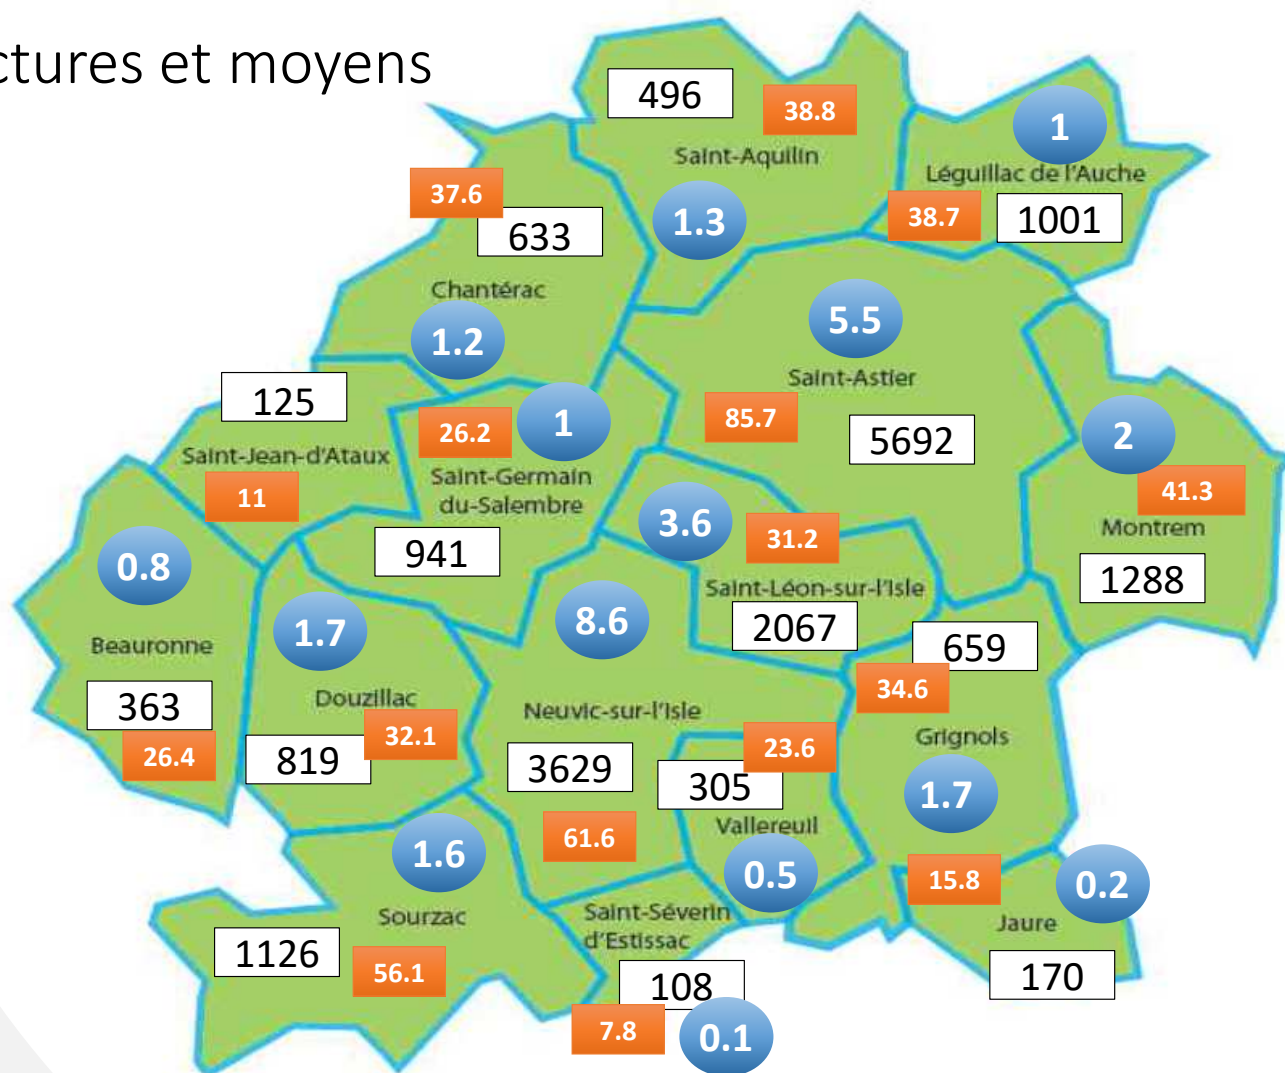 ctures et moyens
496
38.8
Saint-Aquilin
1.3
1
Léguillac de l'Auche
38.7
1001
37.6
633
Chantérac
1.2
5.5
Saint-Astier
85.7
5692
125
Saint-Jean-d'Ataux
11
26.2
1
Saint-Germain
du-Salembre
941
2
41.3
Montrem
1288
3.6
31.2
Saint-Léon-sur-l'Isle
2067
0.8
Beauronne
363
26.4
1.7
Douzillac
32.1
819
8.6
Neuvic-sur-l'Isle
3629
61.6
659
34.6
Grignols
1.7
23.6
305
Vallereuil
0.5
1.6
Sourzac
1126
56.1
Saint-Séverin
d'Estissac
108
7.8
0.1
15.8
0.2
Jaure
170